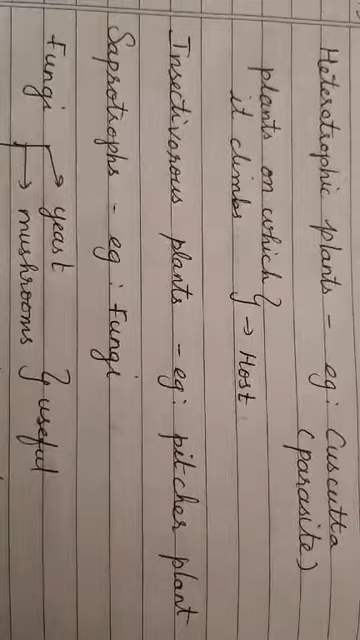 Heterotrophic plants - eg: Cuscutta
(parasite)
plants on which } → Host
it climbs
Insectivorous plants - eg: pitcher plant
Saprotrophs - eg: Fungi
Fungi → yeast } useful
→ mushrooms